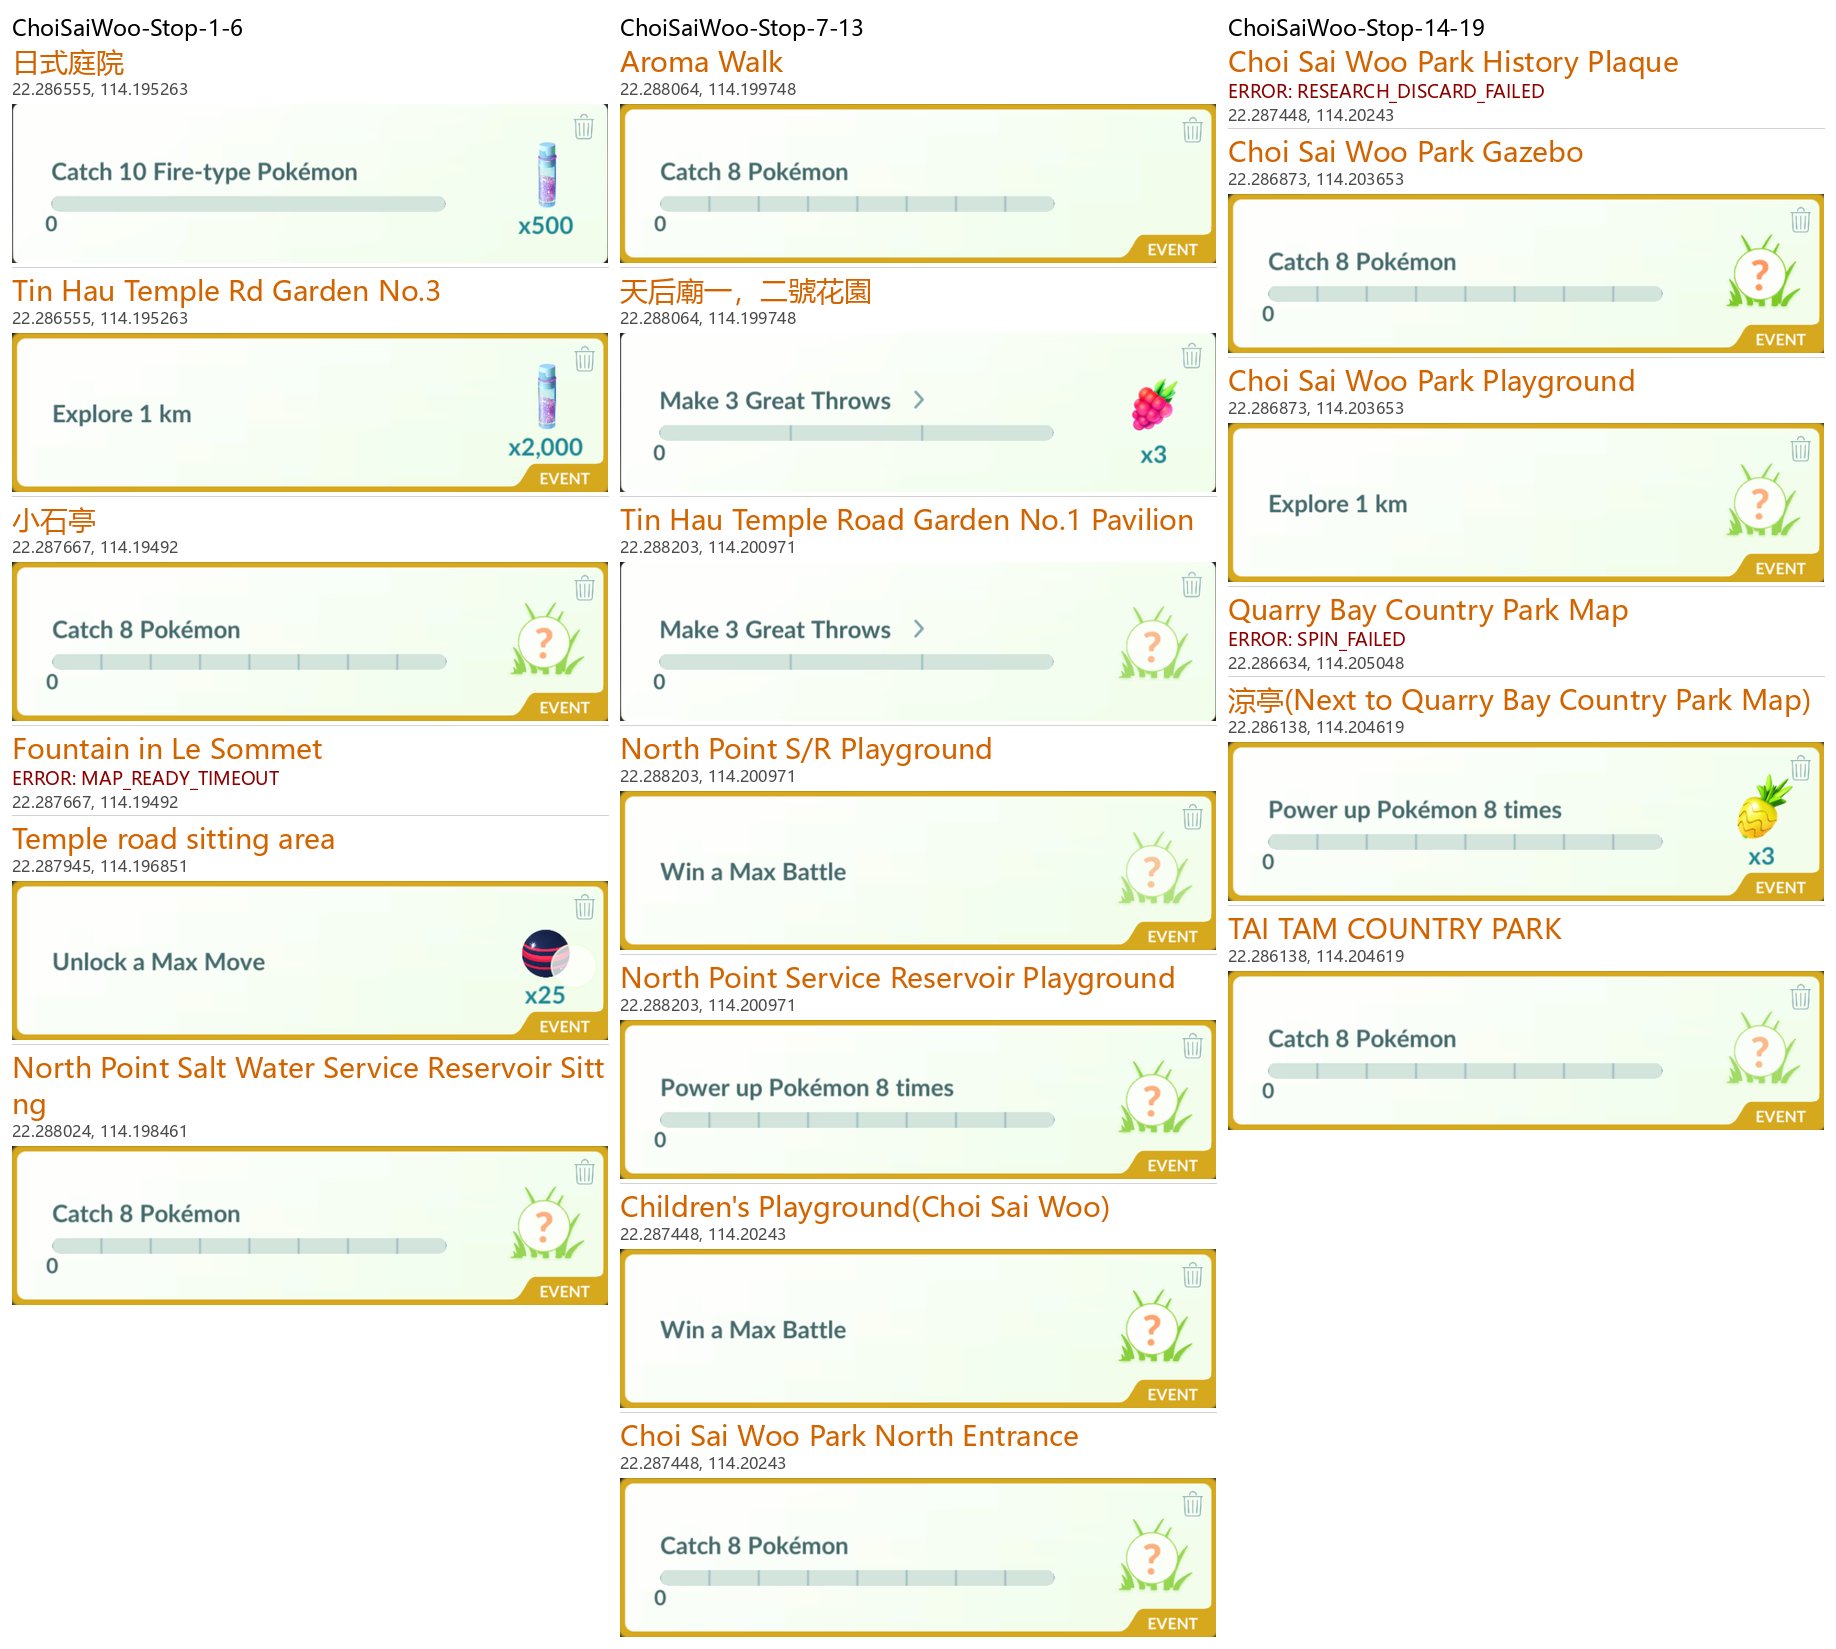 ChoiSaiWoo-Stop-1-6
日式庭院
22.286555, 114.195263
Catch 10 Fire-type Pokémon
0
x500
Tin Hau Temple Rd Garden No.3
22.286555, 114.195263
Explore 1 km
x2,000
EVENT
小石亭
22.287667, 114.19492
Catch 8 Pokémon
?
0
EVENT
Fountain in Le Sommet
ERROR: MAP_READY_TIMEOUT
22.287667, 114.19492
Temple road sitting area
22.287945, 114.196851
Unlock a Max Move
x25
EVENT
North Point Salt Water Service Reservoir Sitt
ng
22.288024, 114.198461
Catch 8 Pokémon
?
0
EVENT
ChoiSaiWoo-Stop-7-13
Aroma Walk
22.288064, 114.199748
Catch 8 Pokémon
0
EVENT
天后廟一，二號花園
22.288064, 114.199748
Make 3 Great Throws >
0
x3
Tin Hau Temple Road Garden No.1 Pavilion
22.288203, 114.200971
Make 3 Great Throws >
?
0
North Point S/R Playground
22.288203, 114.200971
Win a Max Battle
?
EVENT
North Point Service Reservoir Playground
22.288203, 114.200971
Power up Pokémon 8 times
?
0
EVENT
Children's Playground(Choi Sai Woo)
22.287448, 114.20243
Win a Max Battle
?
EVENT
Choi Sai Woo Park North Entrance
22.287448, 114.20243
Catch 8 Pokémon
?
0
EVENT
ChoiSaiWoo-Stop-14-19
Choi Sai Woo Park History Plaque
ERROR: RESEARCH_DISCARD_FAILED
22.287448, 114.20243
Choi Sai Woo Park Gazebo
22.286873, 114.203653
Catch 8 Pokémon
?
0
EVENT
Choi Sai Woo Park Playground
22.286873, 114.203653
Explore 1 km
?
EVENT
Quarry Bay Country Park Map
ERROR: SPIN_FAILED
22.286634, 114.205048
涼亭(Next to Quarry Bay Country Park Map)
22.286138, 114.204619
Power up Pokémon 8 times
0
x3
EVENT
TAI TAM COUNTRY PARK
22.286138, 114.204619
Catch 8 Pokémon
?
0
EVENT